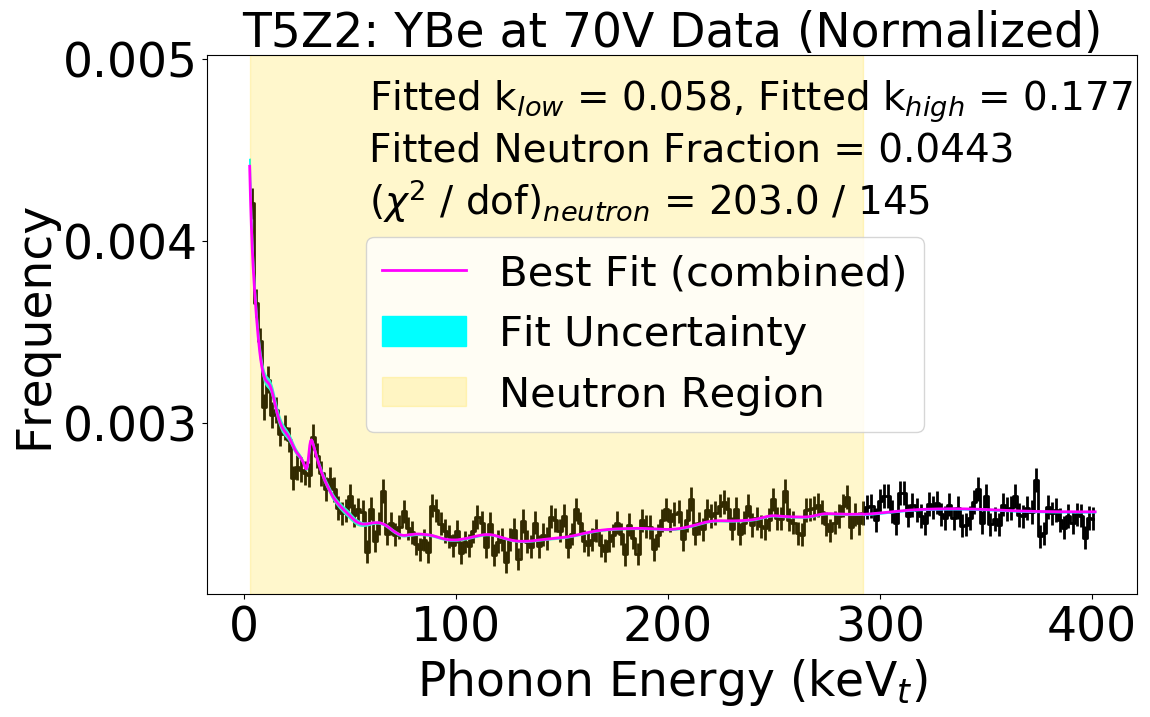 T5Z2: YBe at 70V Data (Normalized)
0.005
0.004
0.003
Frequency
Fitted k_low = 0.058, Fitted k_high = 0.177
Fitted Neutron Fraction = 0.0443
(χ² / dof)_neutron = 203.0 / 145
Best Fit (combined)
Fit Uncertainty
Neutron Region
0 100 200 300 400
Phonon Energy (keV_t)